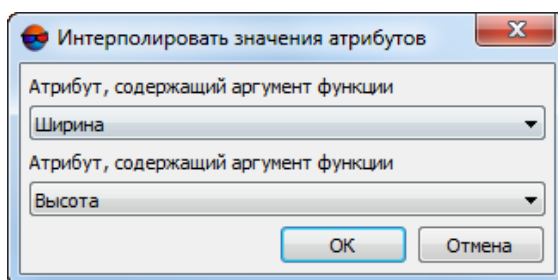 Интерполировать значения атрибутов
Атрибут, содержащий аргумент функции
Ширина
Атрибут, содержащий аргумент функции
Высота
ОК Отмена